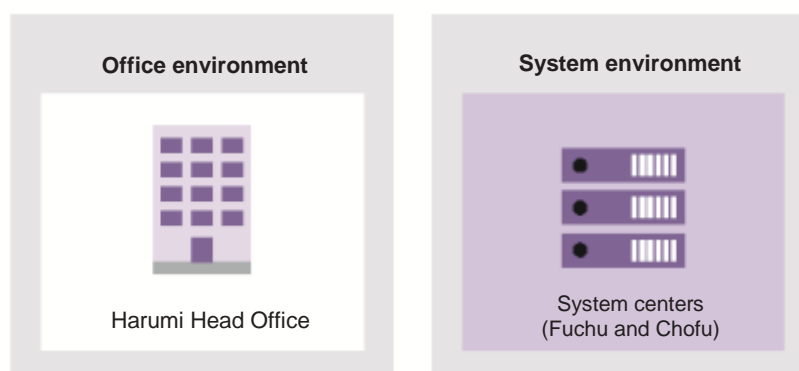 Office environment
Harumi Head Office
System environment
System centers
(Fuchu and Chofu)